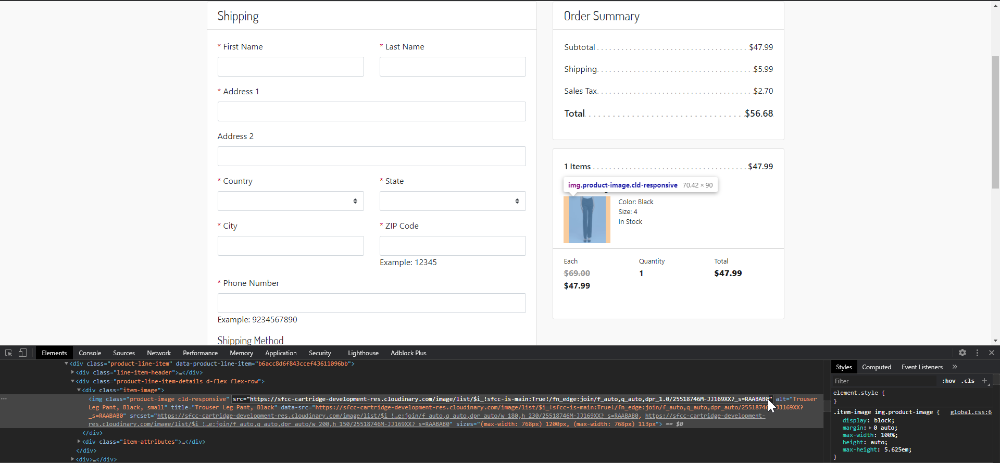 Shipping
* First Name
* Last Name
* Address 1
Address 2
* Country
* State
* City
* ZIP Code
Example: 12345
* Phone Number
Example: 9234567890
Shipping Method
Order Summary
Subtotal $47.99
Shipping $5.99
Sales Tax $2.70
Total $56.68
1 Items $47.99
img.product-image.cld-responsive 70.42 × 90
Color: Black
Size: 4
In Stock
Each
Quantity
Total
$69.00
1
$47.99
$47.99
Elements Console Sources Network Performance Memory Application Security Lighthouse Adblock Plus
<div class="product-line-item" data-product-line-item="b6acc8d6f843ccef43611096bb">
<div class="line-item-header">…</div>
<div class="product-line-item-details d-flex flex-row">
<div class="item-image">
<img class="product-image cld-responsive" src="https://sfcc-cartridge-development-res.cloudinary.com/image/list/$i_!sfcc-is-main:True!/fn_edge:join/f_auto,q_auto,dpr_1.0/25518746M-JJ169XX?_s=RAABAB0" alt="Trouser
Leg Pant, Black, small" title="Trouser Leg Pant, Black" data-src="https://sfcc-cartridge-development-res.cloudinary.com/image/list/$i_!sfcc-is-main:True!/fn_edge:join/f_auto,q_auto,dpr_auto/25518746M-JJ169XX?
_s=RAABAB0" srcset="https://sfcc-cartridge-development-res.cloudinary.com/image/list/$i_!…e:join/f_auto,q_auto,dpr_auto/w_180,h_230/25518746M-JJ169XX?_s=RAABAB0, https://sfcc-cartridge-development-
res.cloudinary.com/image/list/$i_!…e:join/f_auto,q_auto,dpr_auto/w_200,h_150/25518746M-JJ169XX?_s=RAABAB0" sizes="(max-width: 768px) 1200px, (max-width: 768px) 113px"> == $0
</div>
<div class="item-attributes">…</div>
</div>
<div>…</div>
Styles Computed Event Listeners »
Filter :hov .cls +
element.style {
}
.item-image img.product-image { global.css:6
display: block;
margin: 0 auto;
max-width: 100%;
height: auto;
max-height: 5.625em;
}